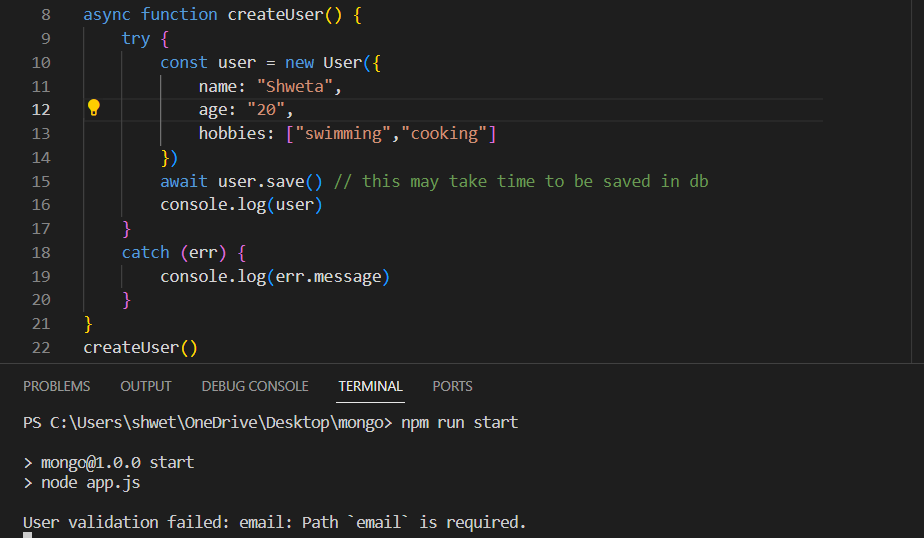 8 async function createUser() {
9 try {
10 const user = new User({
11 name: "Shweta",
12 age: "20",
13 hobbies: ["swimming","cooking"]
14 })
15 await user.save() // this may take time to be saved in db
16 console.log(user)
17 }
18 catch (err) {
19 console.log(err.message)
20 }
21 }
22 createUser()
PROBLEMS OUTPUT DEBUG CONSOLE TERMINAL PORTS
PS C:\Users\shwet\OneDrive\Desktop\mongo> npm run start
> mongo@1.0.0 start
> node app.js
User validation failed: email: Path `email` is required.